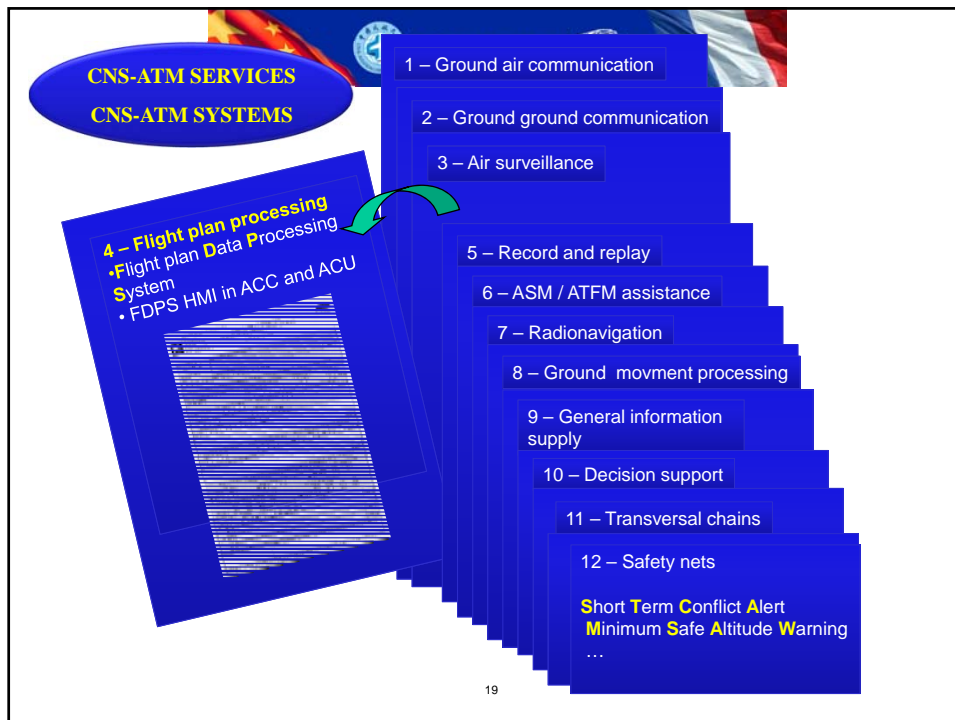 CNS-ATM SERVICES
CNS-ATM SYSTEMS
1 – Ground air communication
2 – Ground ground communication
3 – Air surveillance
4 – Flight plan processing
•Flight plan Data Processing
System
• FDPS HMI in ACC and ACU
5 – Record and replay
6 – ASM / ATFM assistance
7 – Radionavigation
8 – Ground  movment processing
9 – General information
supply
10 – Decision support
11 – Transversal chains
12 – Safety nets
Short Term Conflict Alert
Minimum Safe Altitude Warning
…
19